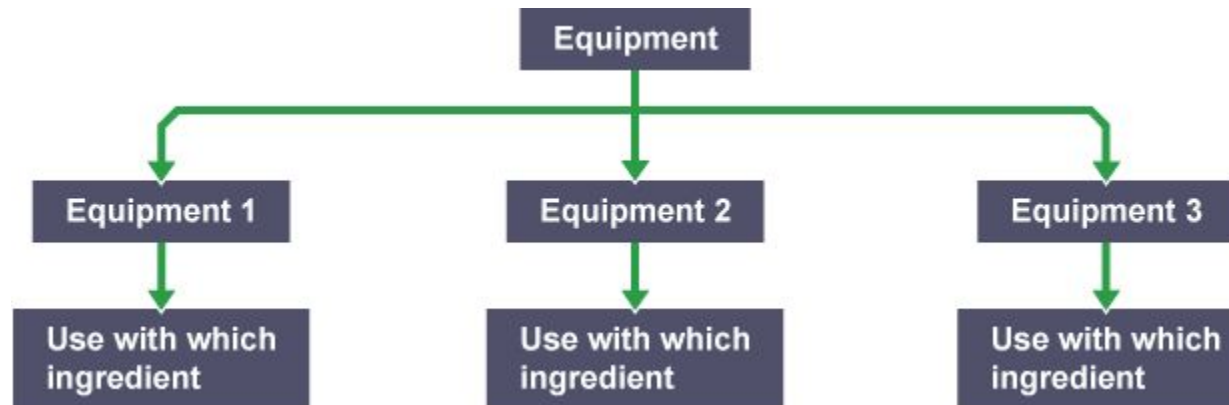 Equipment
Equipment 1
Equipment 2
Equipment 3
Use with which
ingredient
Use with which
ingredient
Use with which
ingredient